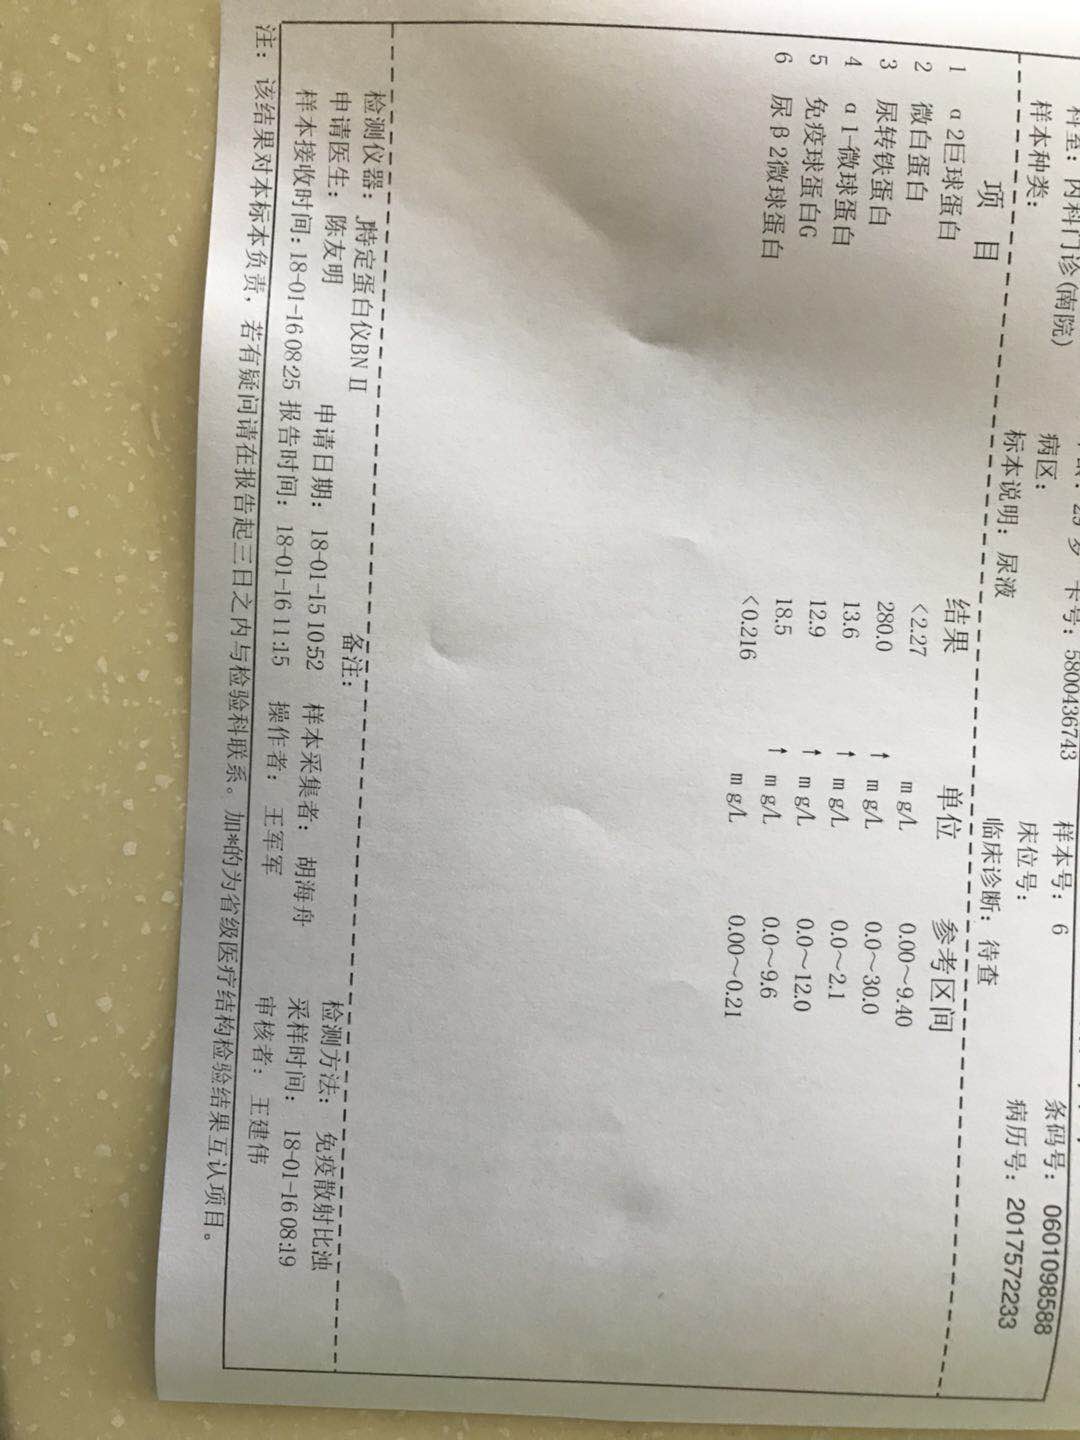 科室：内科门诊(南院) 年龄：29 岁 卡号：5800436743 样本号：6 条码号：0601098588
样本种类： 病区： 床位号： 病历号：2017572233
标本说明：尿液 临床诊断：待查
项 目 结果 单位 参考区间
1 α2巨球蛋白 <2.27 mg/L 0.00～9.40
2 微白蛋白 280.0 ↑ mg/L 0.0～30.0
3 尿转铁蛋白 13.6 ↑ mg/L 0.0～2.1
4 α1-微球蛋白 12.9 ↑ mg/L 0.0～12.0
5 免疫球蛋白G 18.5 ↑ mg/L 0.0～9.6
6 尿β2微球蛋白 <0.216 mg/L 0.00～0.21
检测仪器：J特定蛋白仪BN II 备注： 检测方法：免疫散射比浊
申请医生：陈友明 申请日期：18-01-15 10:52 样本采集者：胡海舟 采样时间：18-01-16 08:19
样本接收时间：18-01-16 08:25 报告时间：18-01-16 11:15 操作者：王军军 审核者：王建伟
注：该结果对本标本负责，若有疑问请在报告起三日之内与检验科联系。加*的为省级医疗结构检验结果互认项目。